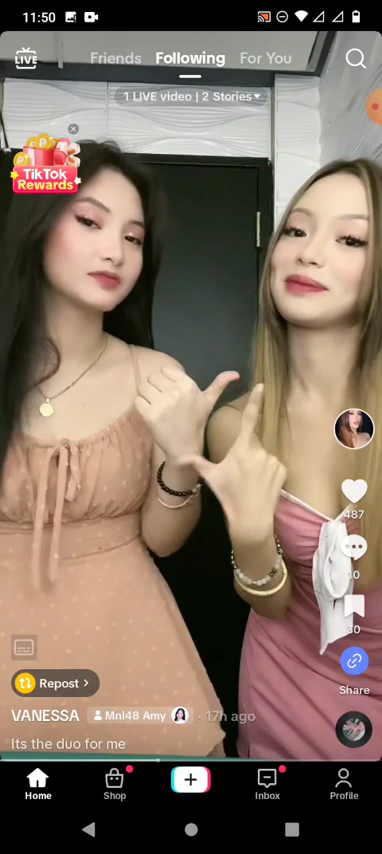 11:50
LIVE
Friends Following For You
1 LIVE video | 2 Stories
TikTok
Rewards
487
30
Share
Repost
VANESSA Mnl48 Amy · 17h ago
Its the duo for me
Home Shop Inbox Profile